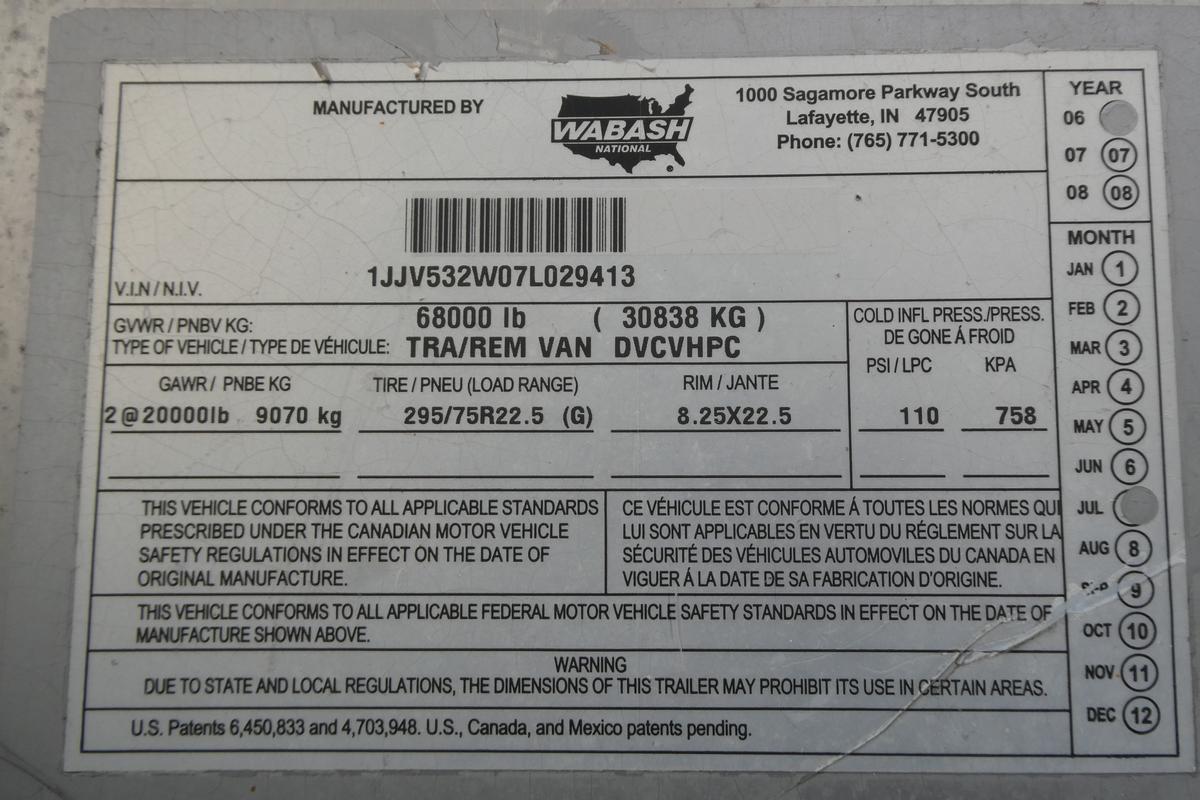 MANUFACTURED BY
WABASH
NATIONAL
®
1000 Sagamore Parkway South
Lafayette, IN 47905
Phone: (765) 771-5300
YEAR
06
07 07
08 08
1JJV532W07L029413
V.I.N / N.I.V.
GVWR / PNBV KG: 68000 lb ( 30838 KG )
TYPE OF VEHICLE / TYPE DE VÉHICULE: TRA/REM VAN DVCVHPC
COLD INFL PRESS./PRESS.
DE GONE Á FROID
PSI / LPC KPA
GAWR / PNBE KG TIRE / PNEU (LOAD RANGE) RIM / JANTE
2@20000lb 9070 kg 295/75R22.5 (G) 8.25X22.5 110 758
MONTH
JAN 1
FEB 2
MAR 3
APR 4
MAY 5
JUN 6
JUL
AUG 8
9
OCT 10
NOV 11
DEC 12
THIS VEHICLE CONFORMS TO ALL APPLICABLE STANDARDS
PRESCRIBED UNDER THE CANADIAN MOTOR VEHICLE
SAFETY REGULATIONS IN EFFECT ON THE DATE OF
ORIGINAL MANUFACTURE.
CE VÉHICULE EST CONFORME Á TOUTES LES NORMES QUI
LUI SONT APPLICABLES EN VERTU DU RÉGLEMENT SUR LA
SÉCURITÉ DES VÉHICULES AUTOMOVILES DU CANADA EN
VIGUER Á LA DATE DE SA FABRICATION D'ORIGINE.
THIS VEHICLE CONFORMS TO ALL APPLICABLE FEDERAL MOTOR VEHICLE SAFETY STANDARDS IN EFFECT ON THE DATE OF
MANUFACTURE SHOWN ABOVE.
WARNING
DUE TO STATE AND LOCAL REGULATIONS, THE DIMENSIONS OF THIS TRAILER MAY PROHIBIT ITS USE IN CERTAIN AREAS.
U.S. Patents 6,450,833 and 4,703,948. U.S., Canada, and Mexico patents pending.